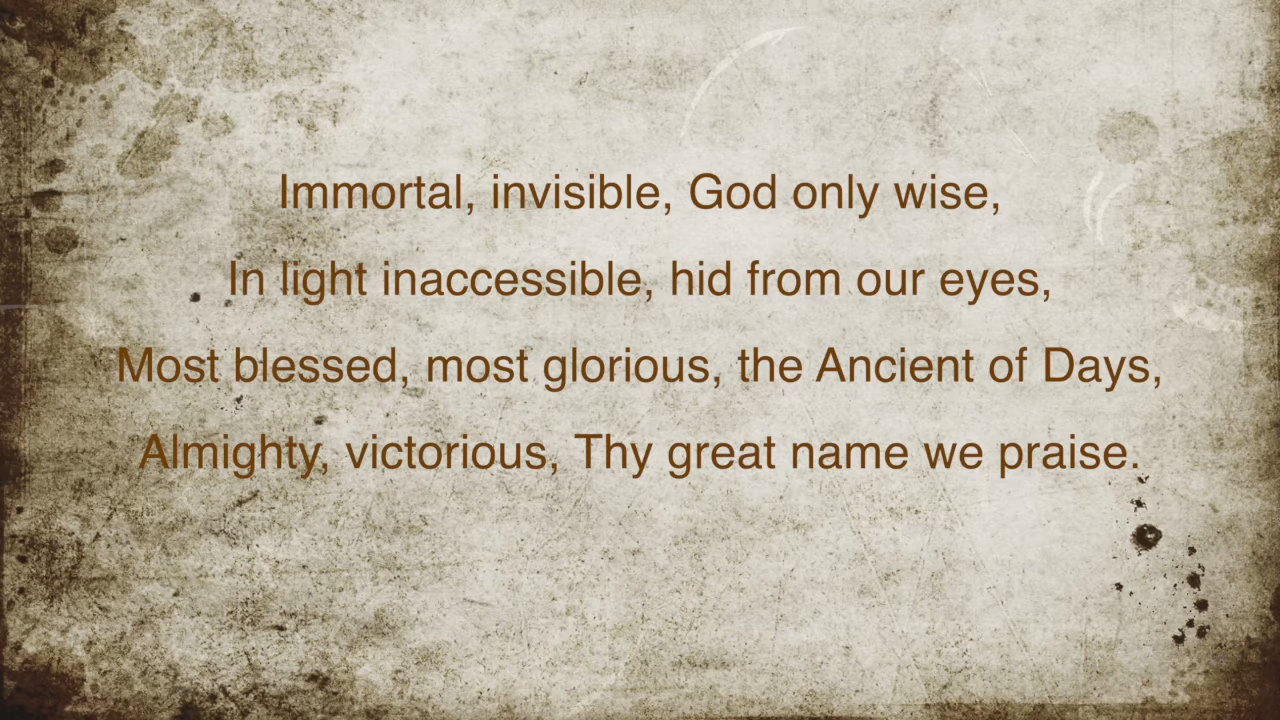 Immortal, invisible, God only wise,
In light inaccessible, hid from our eyes,
Most blessed, most glorious, the Ancient of Days,
Almighty, victorious, Thy great name we praise.